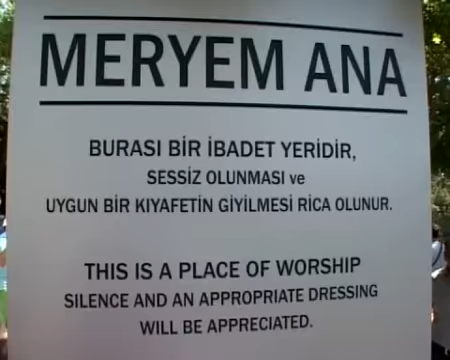 MERYEM ANA
BURASI BİR İBADET YERİDİR,
SESSİZ OLUNMASI ve
UYGUN BİR KIYAFETİN GİYİLMESİ RİCA OLUNUR.
THIS IS A PLACE OF WORSHIP
SILENCE AND AN APPROPRIATE DRESSING
WILL BE APPRECIATED.